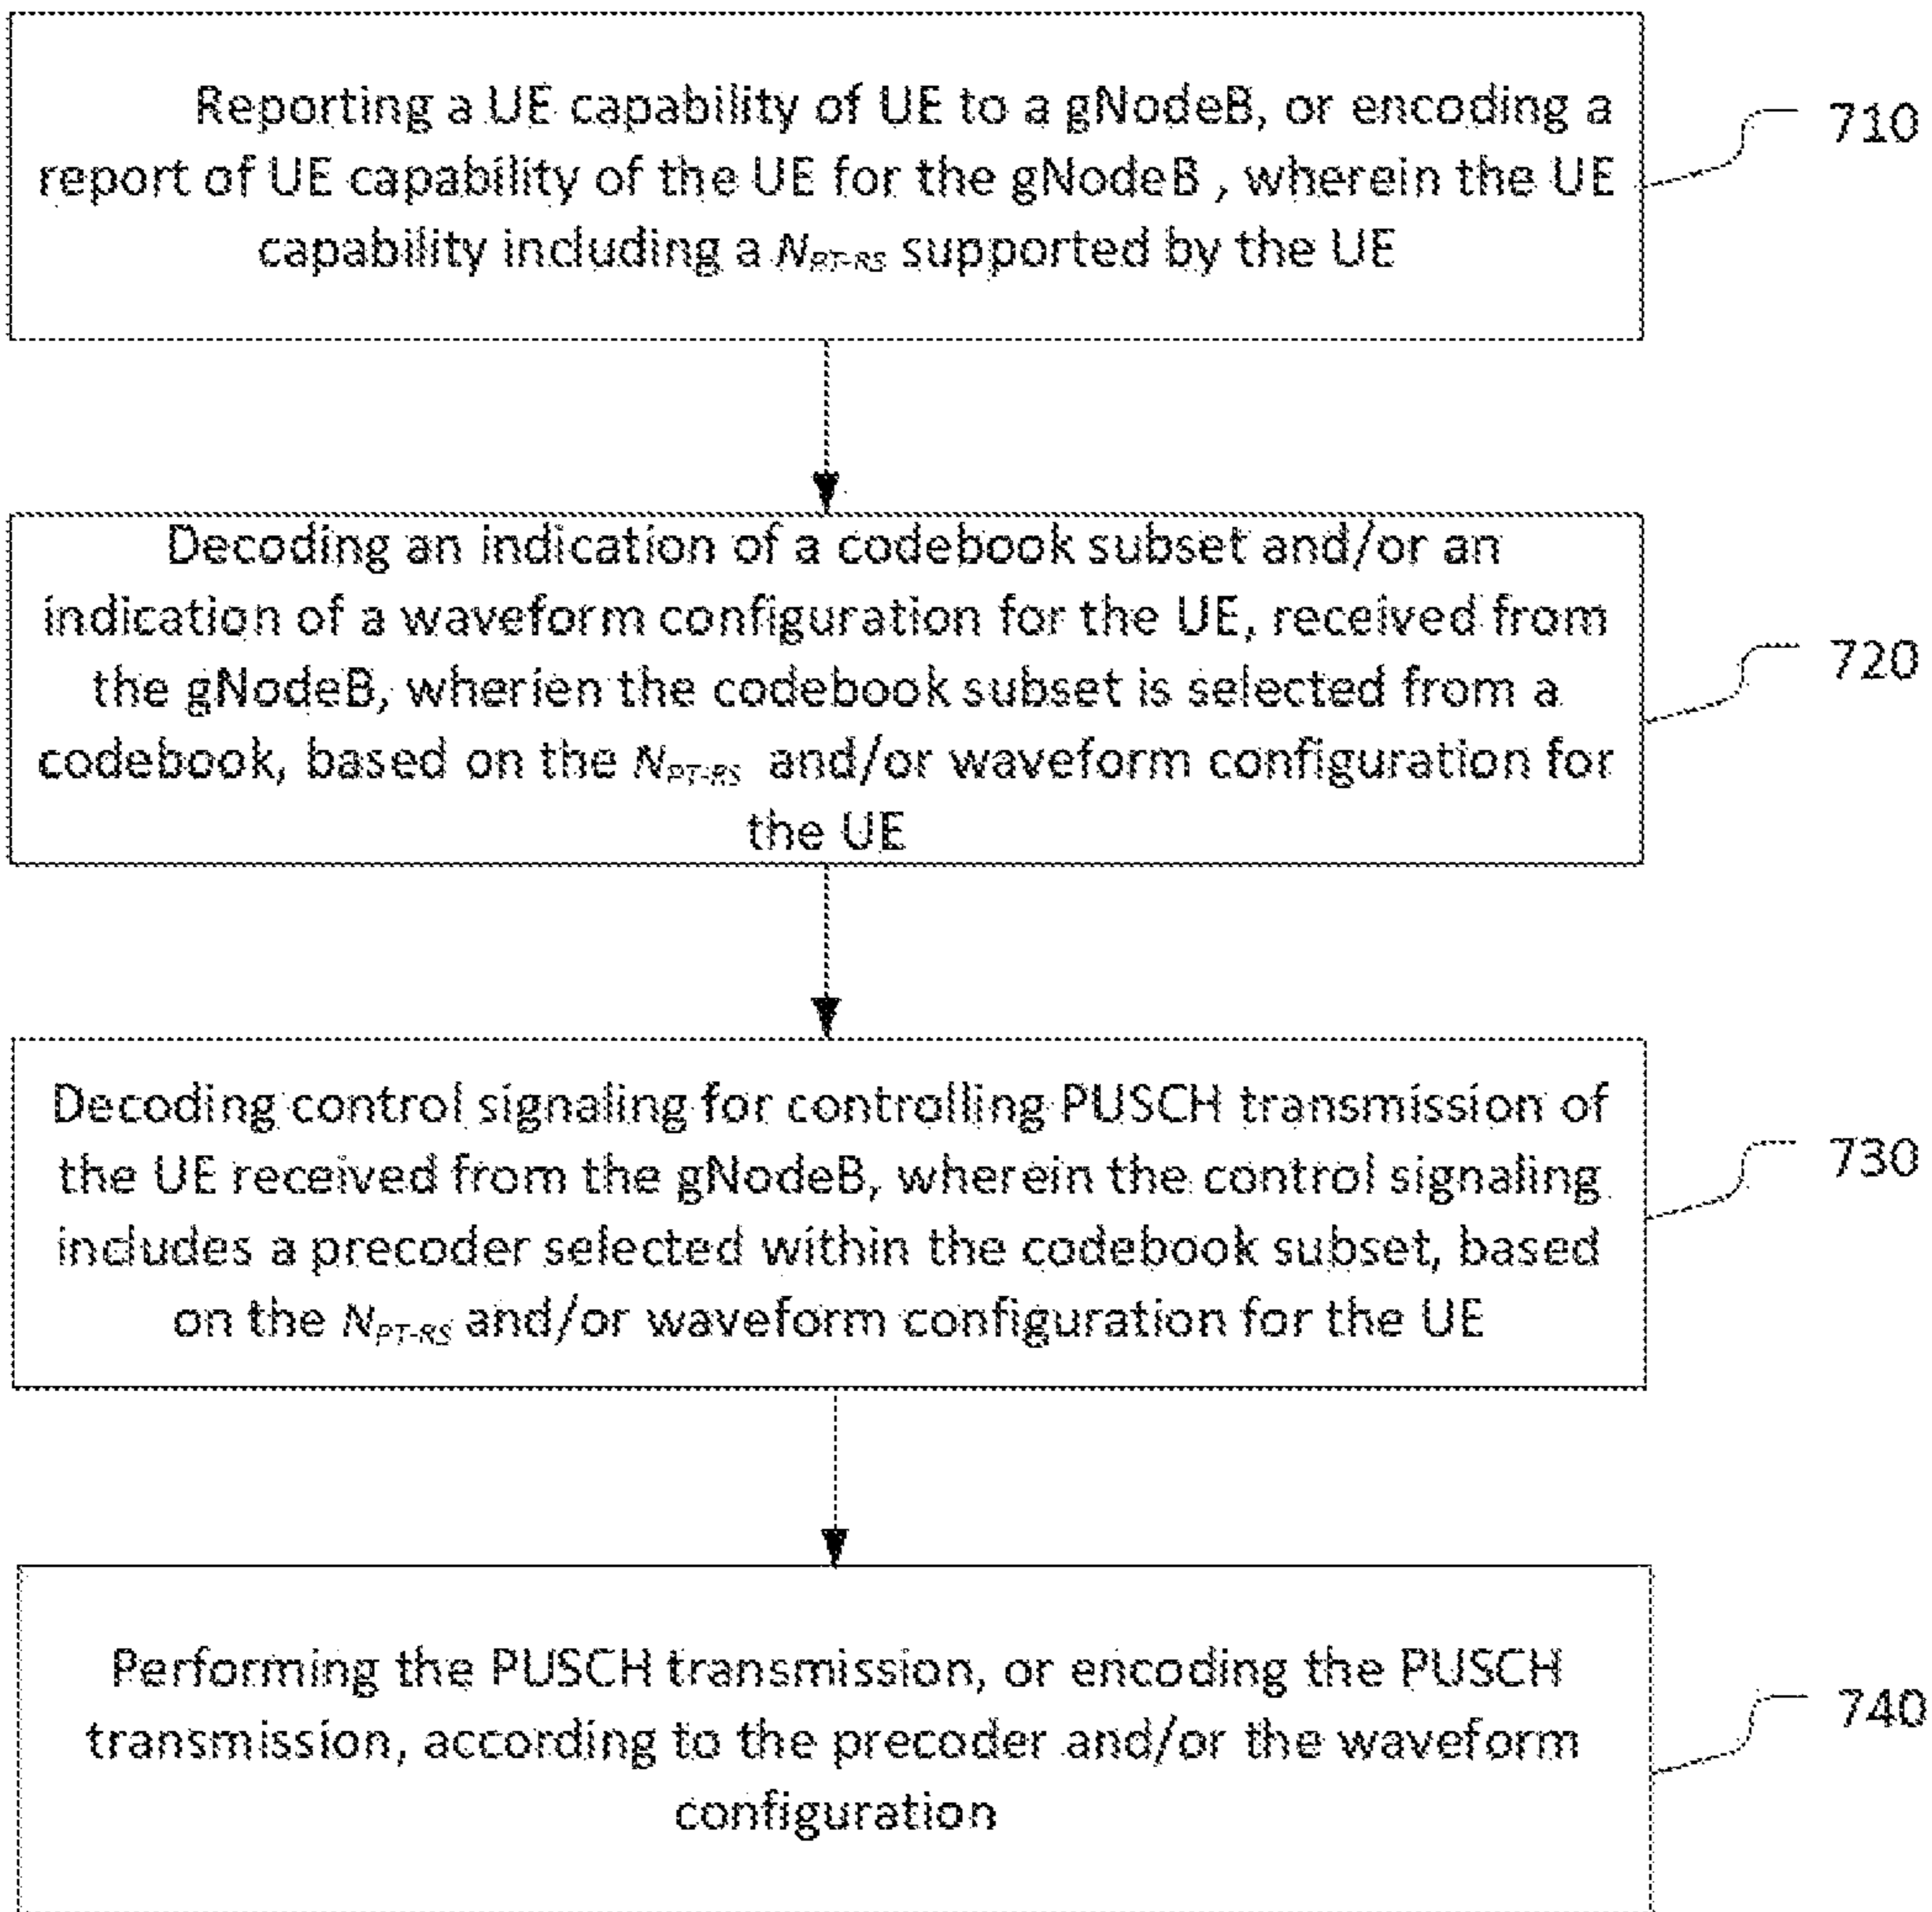 Reporting a UE capability of UE to a gNodeB, or encoding a
report of UE capability of the UE for the gNodeB , wherein the UE
capability including a N_PT-RS supported by the UE
710
Decoding an indication of a codebook subset and/or an
indication of a waveform configuration for the UE, received from
the gNodeB, wherien the codebook subset is selected from a
codebook, based on the N_PT-RS and/or waveform configuration for
the UE
720
Decoding control signaling for controlling PUSCH transmission of
the UE received from the gNodeB, wherein the control signaling
includes a precoder selected within the codebook subset, based
on the N_PT-RS and/or waveform configuration for the UE
730
Performing the PUSCH transmission, or encoding the PUSCH
transmission, according to the precoder and/or the waveform
configuration
740